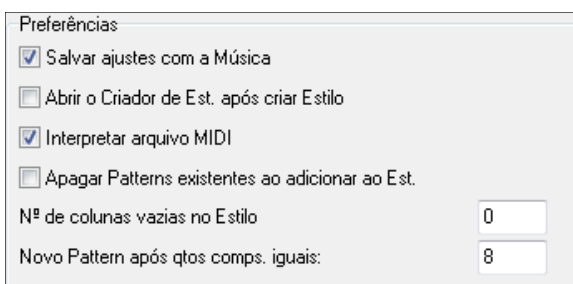 Preferências
Salvar ajustes com a Música
Abrir o Criador de Est. após criar Estilo
Interpretar arquivo MIDI
Apagar Patterns existentes ao adicionar ao Est.
Nº de colunas vazias no Estilo 0
Novo Pattern após qtos comps. iguais: 8